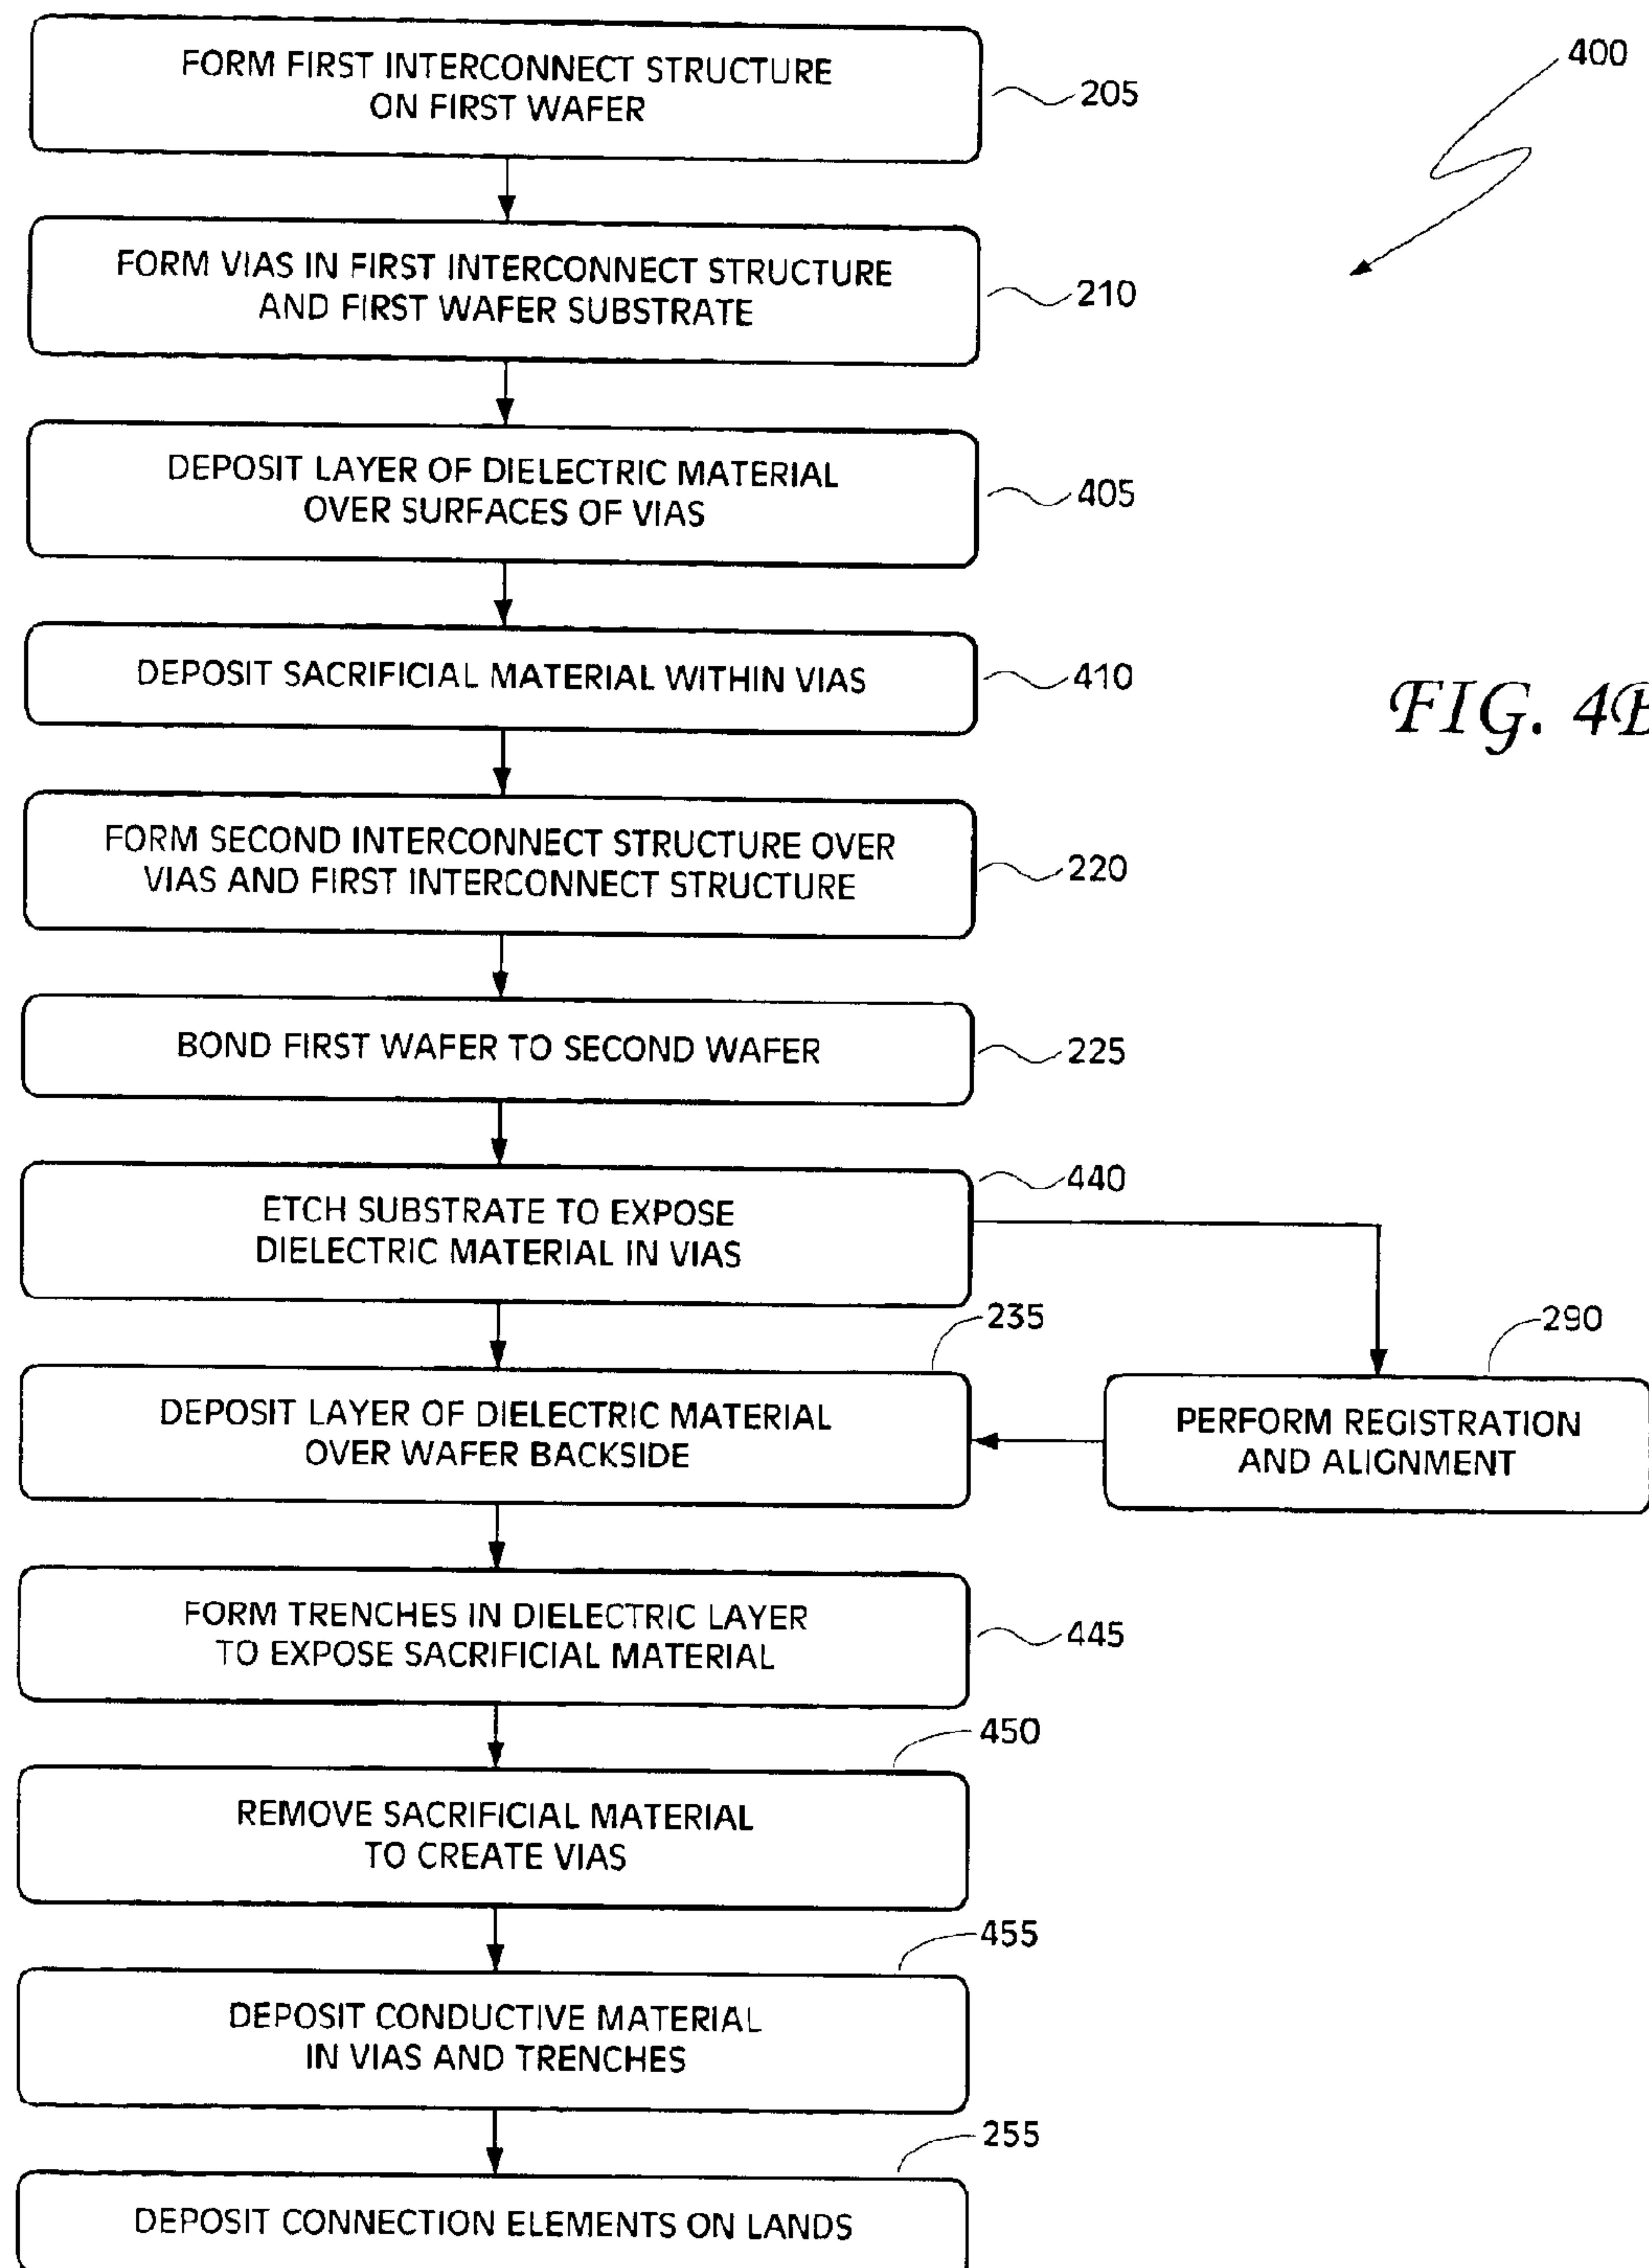 FORM FIRST INTERCONNECT STRUCTURE
ON FIRST WAFER
205
400
FORM VIAS IN FIRST INTERCONNECT STRUCTURE
AND FIRST WAFER SUBSTRATE
210
DEPOSIT LAYER OF DIELECTRIC MATERIAL
OVER SURFACES OF VIAS
405
DEPOSIT SACRIFICIAL MATERIAL WITHIN VIAS
410
FIG.
FORM SECOND INTERCONNECT STRUCTURE OVER
VIAS AND FIRST INTERCONNECT STRUCTURE
220
BOND FIRST WAFER TO SECOND WAFER
225
ETCH SUBSTRATE TO EXPOSE
DIELECTRIC MATERIAL IN VIAS
440
DEPOSIT LAYER OF DIELECTRIC MATERIAL
OVER WAFER BACKSIDE
235
PERFORM REGISTRATION
AND ALIGNMENT
290
FORM TRENCHES IN DIELECTRIC LAYER
TO EXPOSE SACRIFICIAL MATERIAL
445
REMOVE SACRIFICIAL MATERIAL
TO CREATE VIAS
450
DEPOSIT CONDUCTIVE MATERIAL
IN VIAS AND TRENCHES
455
DEPOSIT CONNECTION ELEMENTS ON LANDS
255